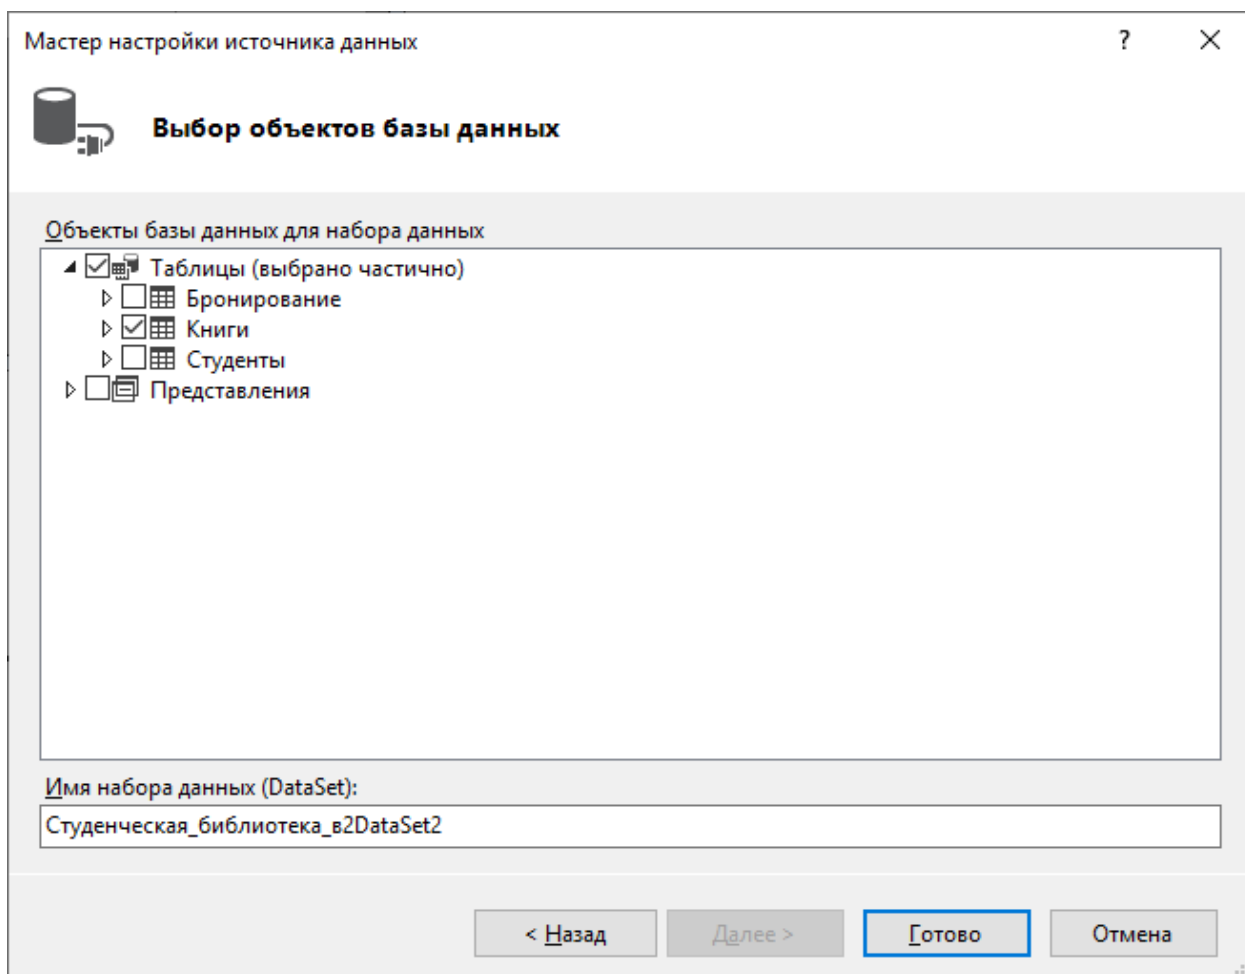 Мастер настройки источника данных
?
Выбор объектов базы данных
Объекты базы данных для набора данных
Таблицы (выбрано частично)
Бронирование
Книги
Студенты
Представления
Имя набора данных (DataSet):
Студенческая_библиотека_в2DataSet2
< Назад Далее > Готово Отмена